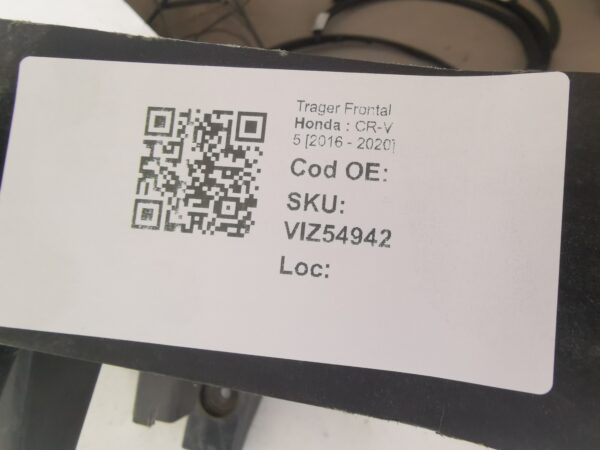 Trager Frontal
Honda : CR-V
5 [2016 - 2020]
Cod OE:
SKU:
VIZ54942
Loc: